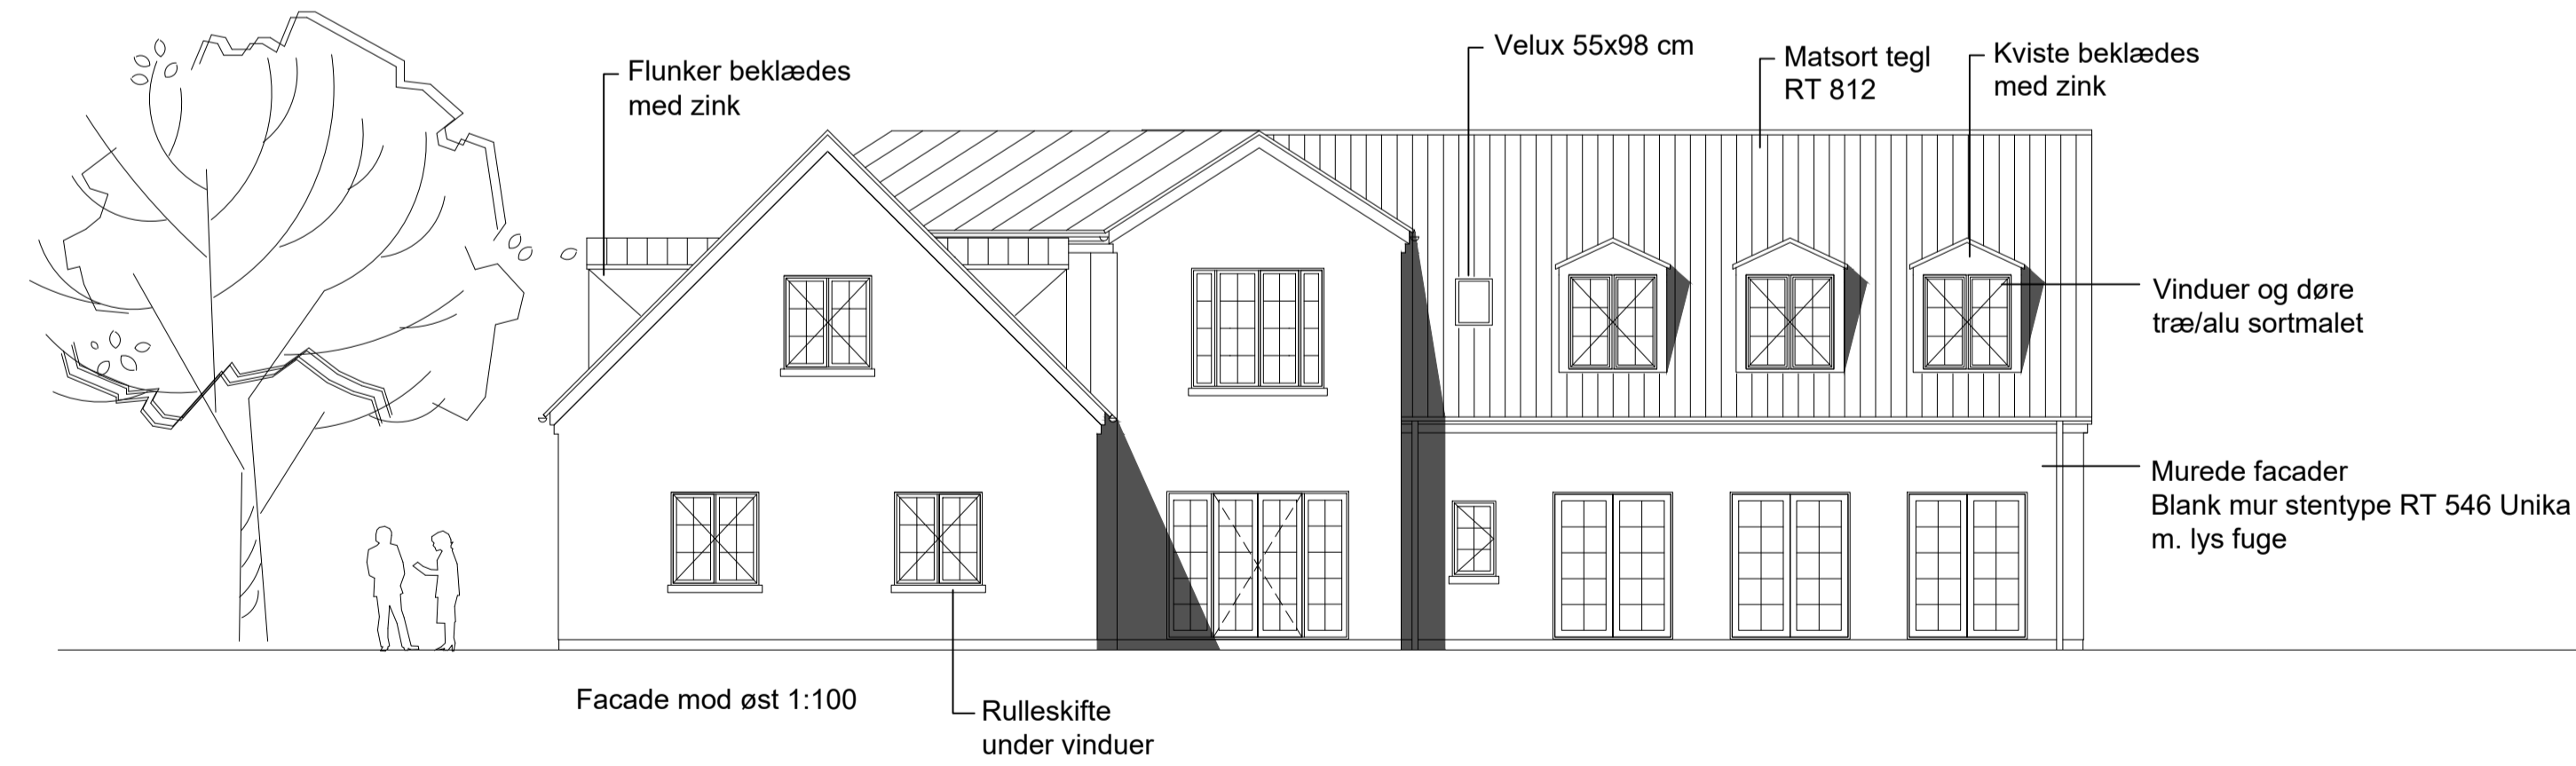 Flunker beklædes
med zink
Velux 55x98 cm
Matsort tegl
RT 812
Kviste beklædes
med zink
Vinduer og døre
træ/alu sortmalet
Murede facader
Blank mur stentype RT 546 Unika
m. lys fuge
Facade mod øst 1:100
Rulleskifte
under vinduer